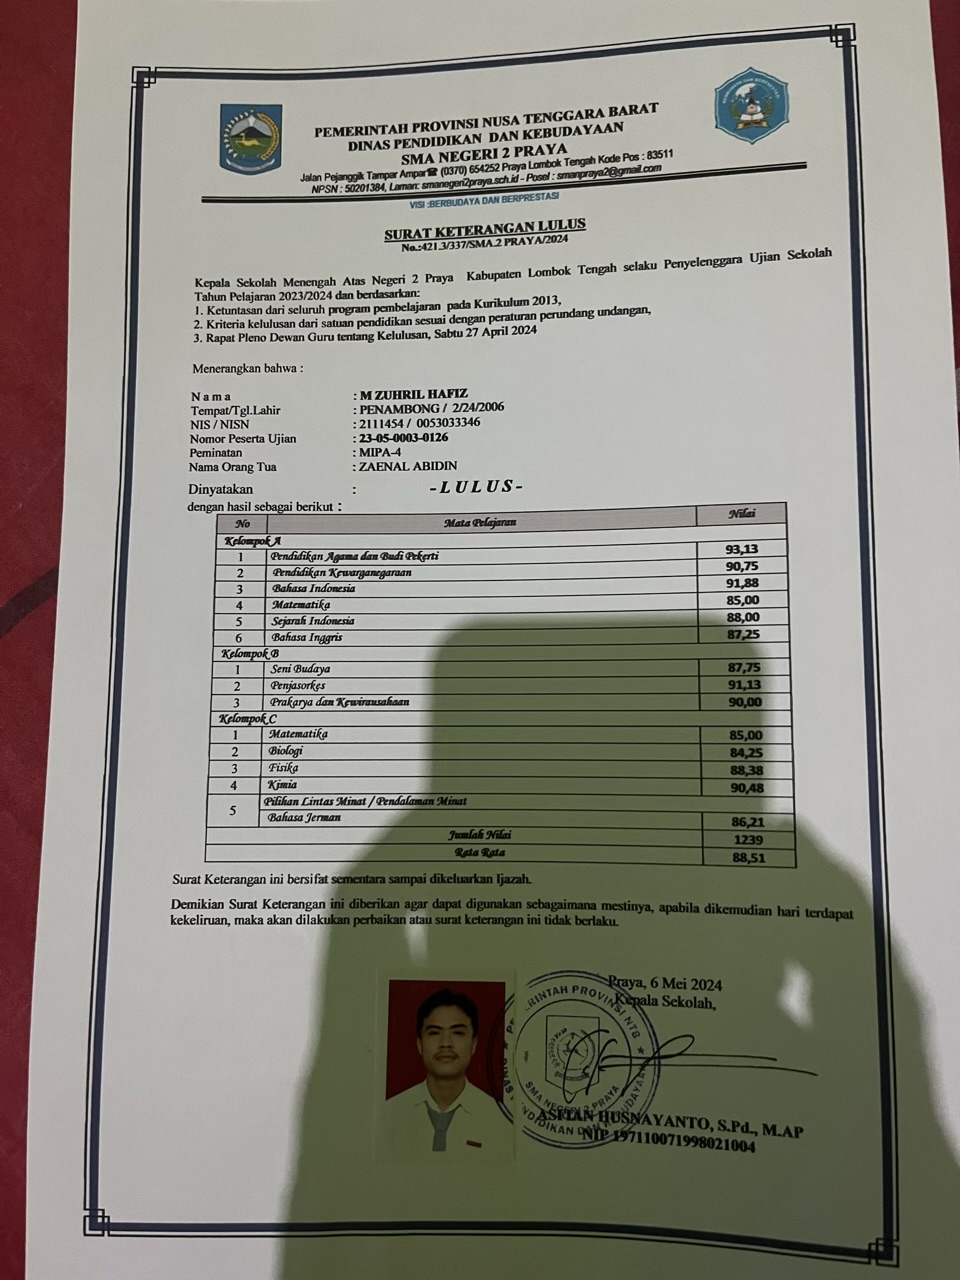 PEMERINTAH PROVINSI NUSA TENGGARA BARAT
DINAS PENDIDIKAN DAN KEBUDAYAAN
SMA NEGERI 2 PRAYA
Jalan Pejanggik Tampar Ampar☎ (0370) 654252 Praya Lombok Tengah Kode Pos : 83511
NPSN : 50201384, Laman: smanegeri2praya.sch.id - Posel : smanpraya2@gmail.com
VISI :BERBUDAYA DAN BERPRESTASI
SURAT KETERANGAN LULUS
No.:421.3/337/SMA.2 PRAYA/2024
Kepala Sekolah Menengah Atas Negeri 2 Praya Kabupaten Lombok Tengah selaku Penyelenggara Ujian Sekolah
Tahun Pelajaran 2023/2024 dan berdasarkan:
1. Ketuntasan dari seluruh program pembelajaran pada Kurikulum 2013,
2. Kriteria kelulusan dari satuan pendidikan sesuai dengan peraturan perundang undangan,
3. Rapat Pleno Dewan Guru tentang Kelulusan, Sabtu 27 April 2024
Menerangkan bahwa :
N a m a : M ZUHRIL HAFIZ
Tempat/Tgl.Lahir : PENAMBONG / 2/24/2006
NIS / NISN : 2111454 / 0053033346
Nomor Peserta Ujian : 23-05-0003-0126
Peminatan : MIPA-4
Nama Orang Tua : ZAENAL ABIDIN
Dinyatakan : - L U L U S -
dengan hasil sebagai berikut :
No Mata Pelajaran Nilai
Kelompok A
1 Pendidikan Agama dan Budi Pekerti 93,13
2 Pendidikan Kewarganegaraan 90,75
3 Bahasa Indonesia 91,88
4 Matematika 85,00
5 Sejarah Indonesia 88,00
6 Bahasa Inggris 87,25
Kelompok B
1 Seni Budaya 87,75
2 Penjasorkes 91,13
3 Prakarya dan Kewirausahaan 90,00
Kelompok C
1 Matematika 85,00
2 Biologi 84,25
3 Fisika 88,38
4 Kimia 90,48
5 Pilihan Lintas Minat / Pendalaman Minat
Bahasa Jerman 86,21
Jumlah Nilai 1239
Rata Rata 88,51
Surat Keterangan ini bersifat sementara sampai dikeluarkan Ijazah.
Demikian Surat Keterangan ini diberikan agar dapat digunakan sebagaimana mestinya, apabila dikemudian hari terdapat
kekeliruan, maka akan dilakukan perbaikan atau surat keterangan ini tidak berlaku.
Praya, 6 Mei 2024
Kepala Sekolah,
SMA NEGERI 2 PRAYA
HUSNAYANTO, S.Pd., M.AP
NIP 197110071998021004